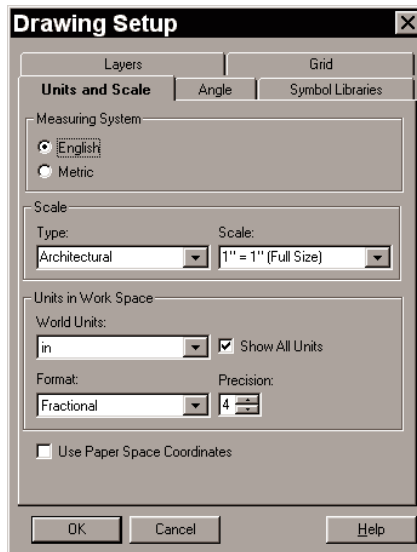 Drawing Setup
Layers Grid
Units and Scale Angle Symbol Libraries
Measuring System
English
Metric
Scale
Type: Scale:
Architectural 1" = 1" (Full Size)
Units in Work Space
World Units:
in Show All Units
Format: Precision:
Fractional 4
Use Paper Space Coordinates
OK Cancel Help